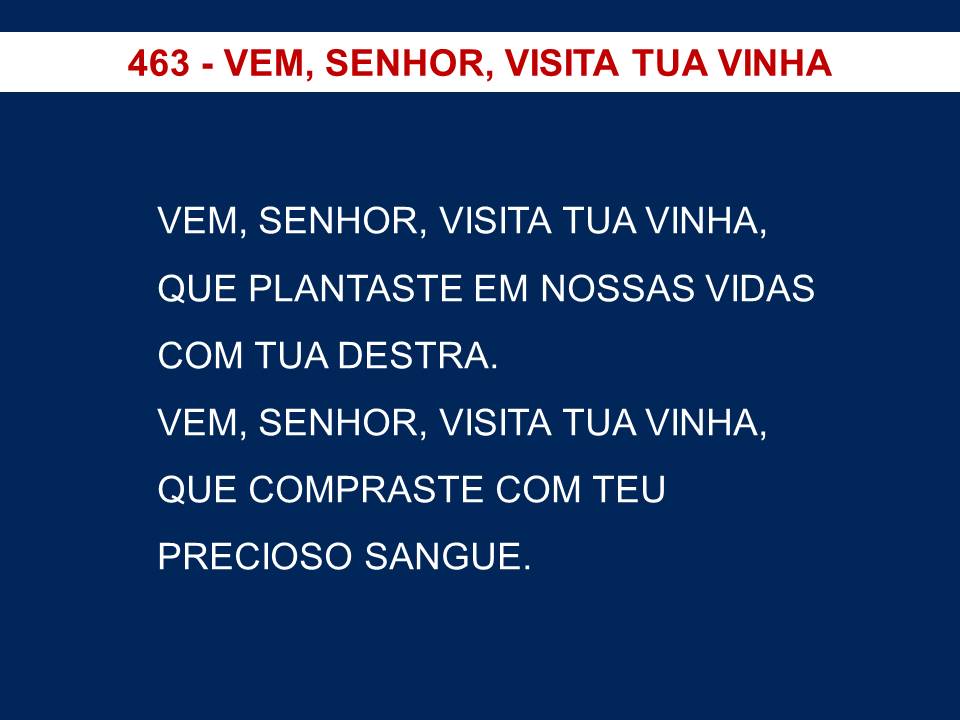 463 - VEM, SENHOR, VISITA TUA VINHA
VEM, SENHOR, VISITA TUA VINHA,
QUE PLANTASTE EM NOSSAS VIDAS
COM TUA DESTRA.
VEM, SENHOR, VISITA TUA VINHA,
QUE COMPRASTE COM TEU
PRECIOSO SANGUE.